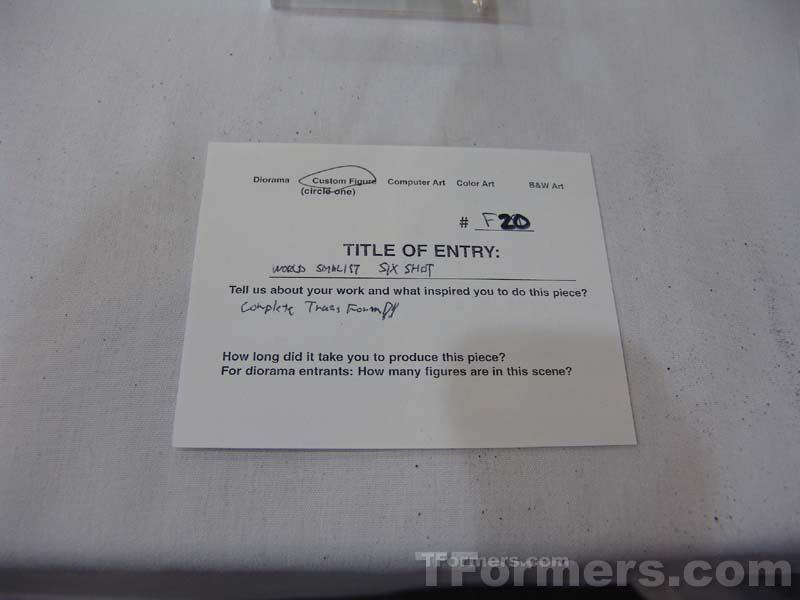 Diorama Custom Figure Computer Art Color Art B&W Art
(circle one)
# F20
TITLE OF ENTRY:
WORLD SMALIST SIX SHOT
Tell us about your work and what inspired you to do this piece?
Complete
How long did it take you to produce this piece?
For diorama entrants: How many figures are in this scene?
TFormers.com
TFormers.com